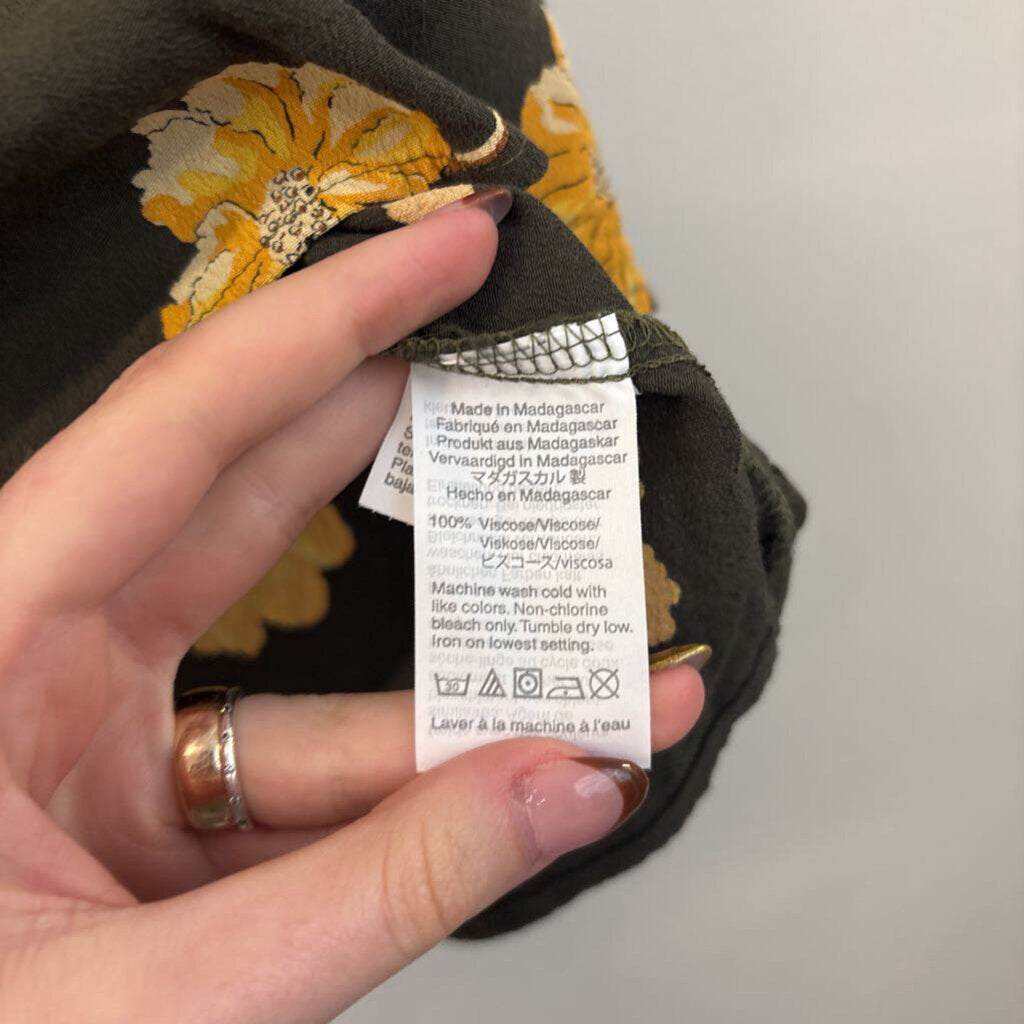 Made in Madagascar
Fabriqué en Madagascar
Produkt aus Madagaskar
Vervaardigd in Madagascar
マダガスカル 製
Hecho en Madagascar
100% Viscose/Viscose/
Viskose/Viscose/
ビスコース/viscosa
Machine wash cold with
like colors. Non-chlorine
bleach only. Tumble dry low.
Iron on lowest setting.
30
Laver à la machine à l'eau